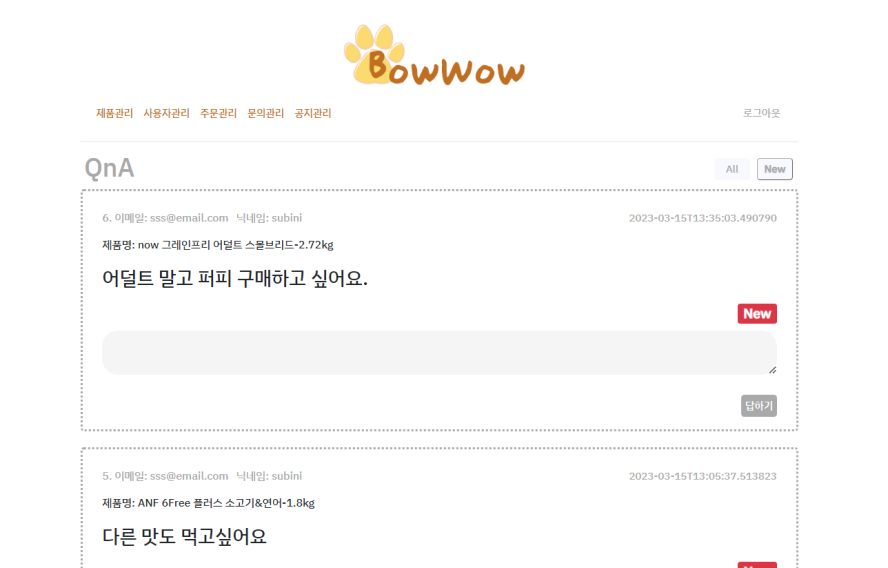 BowWow
제품관리 사용자관리 주문관리 문의관리 공지관리 로그아웃
QnA All New
6. 이메일: sss@email.com 닉네임: subini 2023-03-15T13:35:03.490790
제품명: now 그레인프리 어덜트 스몰브리드-2.72kg
어덜트 말고 퍼피 구매하고 싶어요.
New
답하기
5. 이메일: sss@email.com 닉네임: subini 2023-03-15T13:05:37.513823
제품명: ANF 6Free 플러스 소고기&연어-1.8kg
다른 맛도 먹고싶어요